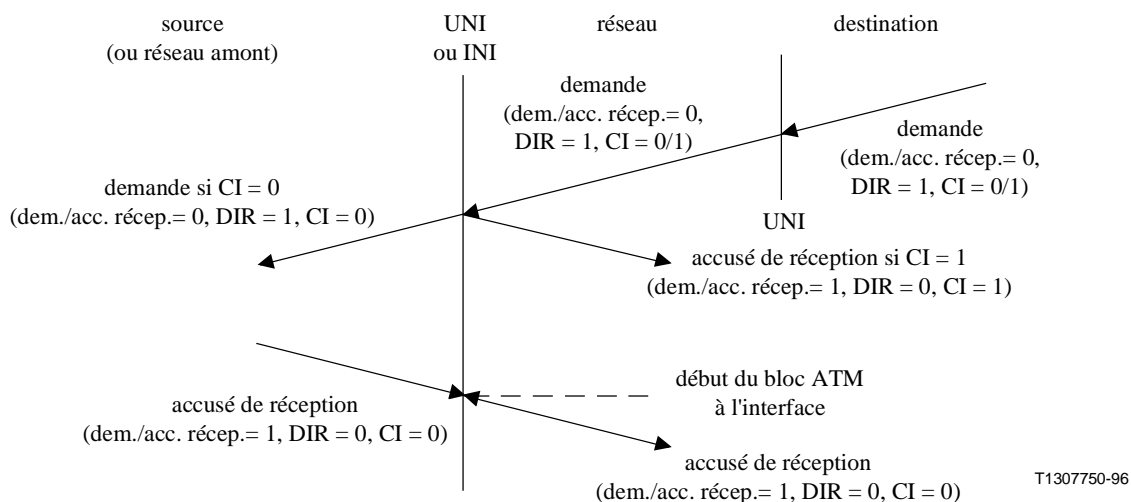 source
(ou réseau amont)
UNI
ou INI
réseau
destination
demande
(dem./acc. récep.= 0,
DIR = 1, CI = 0/1)
demande
(dem./acc. récep.= 0,
DIR = 1, CI = 0/1)
demande si CI = 0
(dem./acc. récep.= 0, DIR = 1, CI = 0)
UNI
accusé de réception si CI = 1
(dem./acc. récep.= 1, DIR = 0, CI = 1)
début du bloc ATM
à l'interface
accusé de réception
(dem./acc. récep.= 1, DIR = 0, CI = 0)
accusé de réception
(dem./acc. récep.= 1, DIR = 0, CI = 0)
T1307750-96